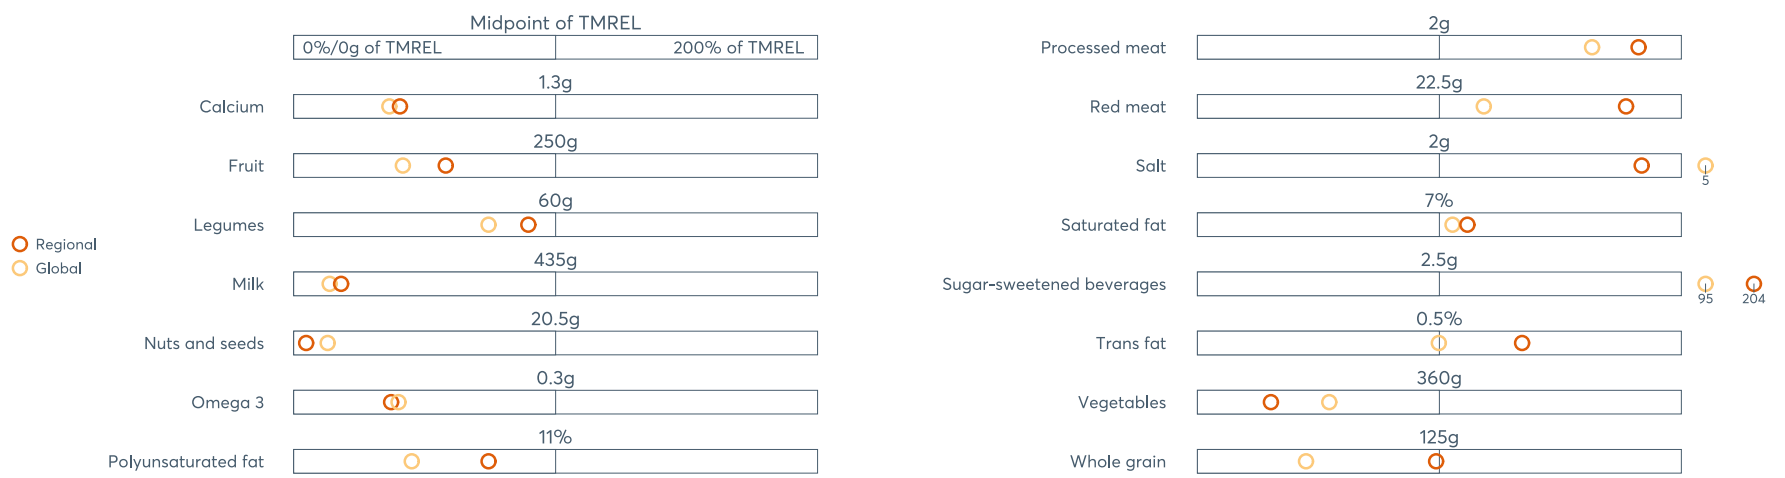 Midpoint of TMREL
0%/0g of TMREL
200% of TMREL
Calcium
1.3g
Fruit
250g
Legumes
60g
Regional
Global
Milk
435g
Nuts and seeds
20.5g
Omega 3
0.3g
Polyunsaturated fat
11%
Processed meat
2g
Red meat
22.5g
Salt
2g
5
Saturated fat
7%
Sugar-sweetened beverages
2.5g
95
204
Trans fat
0.5%
Vegetables
360g
Whole grain
125g